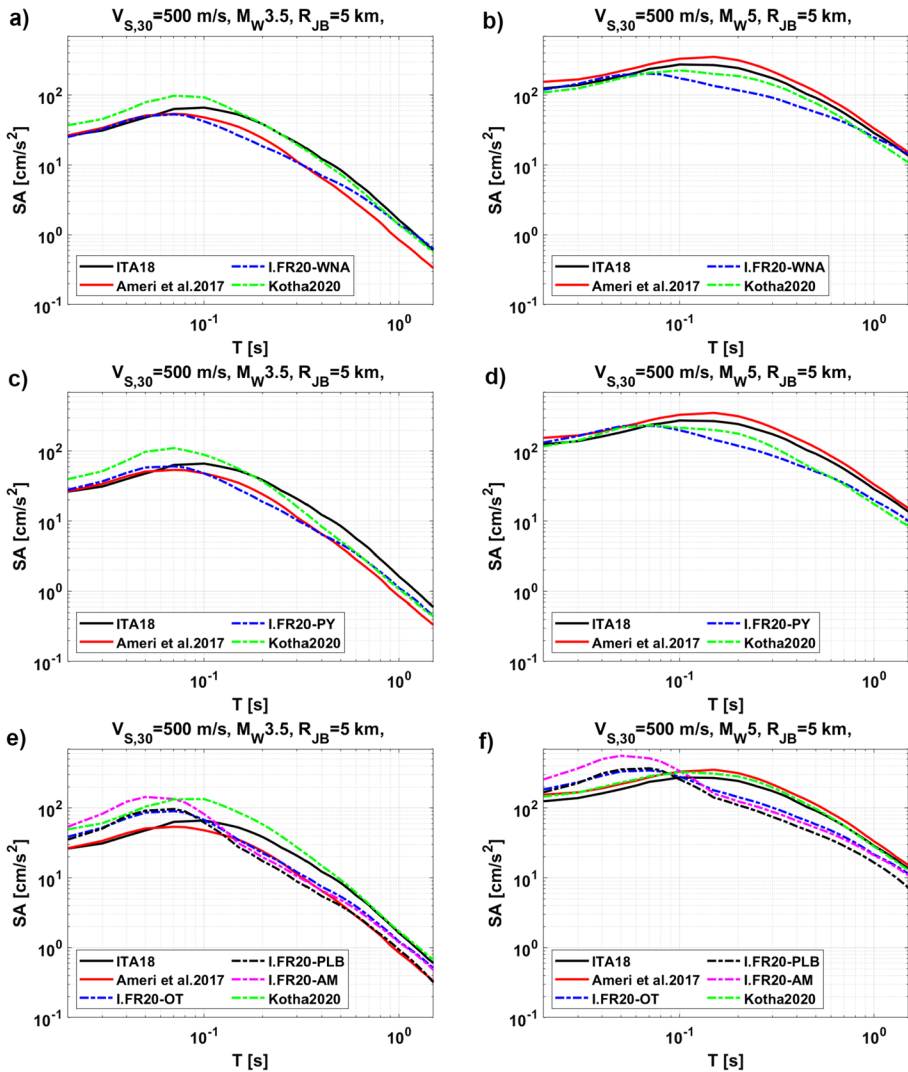 a)
V_S,30=500 m/s, M_W3.5, R_JB=5 km,
SA [cm/s²]
10²
10¹
10⁰
10⁻¹
ITA18
I.FR20-WNA
Ameri et al.2017
Kotha2020
10⁻¹
10⁰
T [s]
b)
V_S,30=500 m/s, M_W5, R_JB=5 km,
SA [cm/s²]
10²
10¹
10⁰
10⁻¹
ITA18
I.FR20-WNA
Ameri et al.2017
Kotha2020
10⁻¹
10⁰
T [s]
c)
V_S,30=500 m/s, M_W3.5, R_JB=5 km,
SA [cm/s²]
10²
10¹
10⁰
10⁻¹
ITA18
I.FR20-PY
Ameri et al.2017
Kotha2020
10⁻¹
10⁰
T [s]
d)
V_S,30=500 m/s, M_W5, R_JB=5 km,
SA [cm/s²]
10²
10¹
10⁰
10⁻¹
ITA18
I.FR20-PY
Ameri et al.2017
Kotha2020
10⁻¹
10⁰
T [s]
e)
V_S,30=500 m/s, M_W3.5, R_JB=5 km,
SA [cm/s²]
10²
10¹
10⁰
10⁻¹
ITA18
I.FR20-PLB
Ameri et al.2017
I.FR20-AM
I.FR20-OT
Kotha2020
10⁻¹
10⁰
T [s]
f)
V_S,30=500 m/s, M_W5, R_JB=5 km,
SA [cm/s²]
10²
10¹
10⁰
10⁻¹
ITA18
I.FR20-PLB
Ameri et al.2017
I.FR20-AM
I.FR20-OT
Kotha2020
10⁻¹
10⁰
T [s]